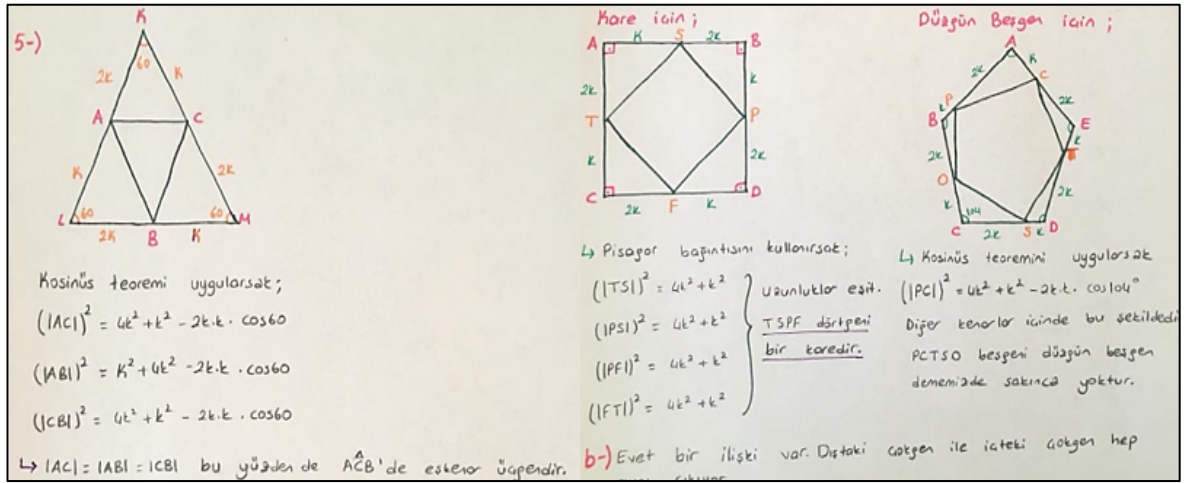 5-)
K
60
2k
K
A
C
K
2k
L
60
60
M
2K
B
K
Kosinüs teoremi uygularsak;
(|AC|)² = 4k² + k² - 2k.k . cos60
(|AB|)² = K² + 4k² - 2k.k . cos60
(|CB|)² = 4k² + k² - 2k.k . cos60
↳ |AC| = |AB| = |CB| bu yüzden de AĈB'de eşkenar üçgendir.
Kare için;
A
K
S
2k
B
2k
k
T
P
k
2k
C
2k
F
k
D
↳ Pisagor bağıntısını kullanırsak;
(|TS|)² = 4k² + k²
(|PS|)² = 4k² + k²
(|PF|)² = 4k² + k²
(|FT|)² = 4k² + k²
Uzunluklar eşit.
TSPF dörtgeni
bir karedir.
Düzgün Beşgen için;
A
2k
K
C
P
k
2k
B
E
2k
k
T
O
k
2k
104
C
2k
S
k
D
↳ Kosinüs teoremini uygularsak
(|PC|)² = 4k² + k² - 2k.k . cos104°
Diğer kenarlar içinde bu şekildedi
PCTSO beşgeni düzgün beşgen
dememizde sakınca yoktur.
b-) Evet bir ilişki var. Dıştaki çokgen ile içteki çokgen hep